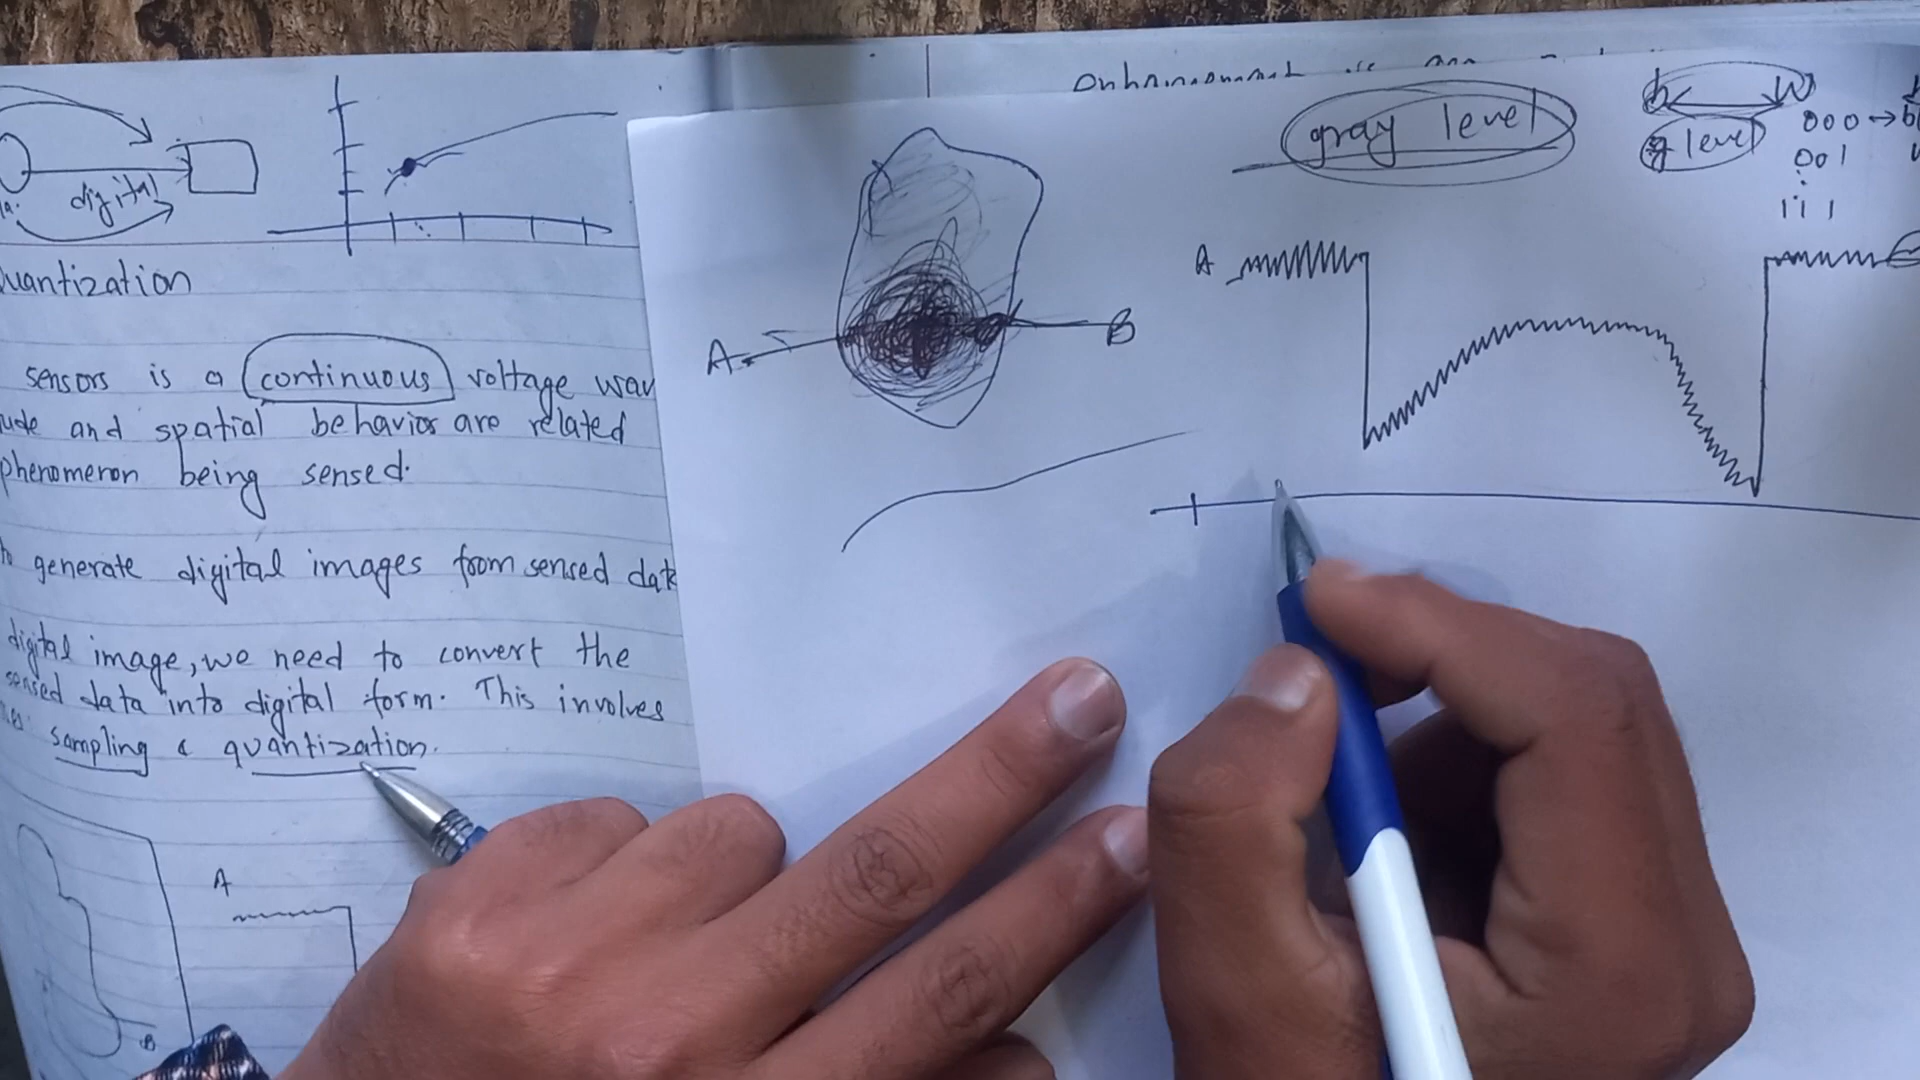 digital
Quantization
sensors is a continuous voltage wav
ude and spatial behavior are related
phenomenon being sensed.
to generate digital images from sensed dat
digital image, we need to convert the
sensed data into digital form. This involves
sampling & quantization.
A
B
gray level
b W
g level
000 → b
001
111
A B
A